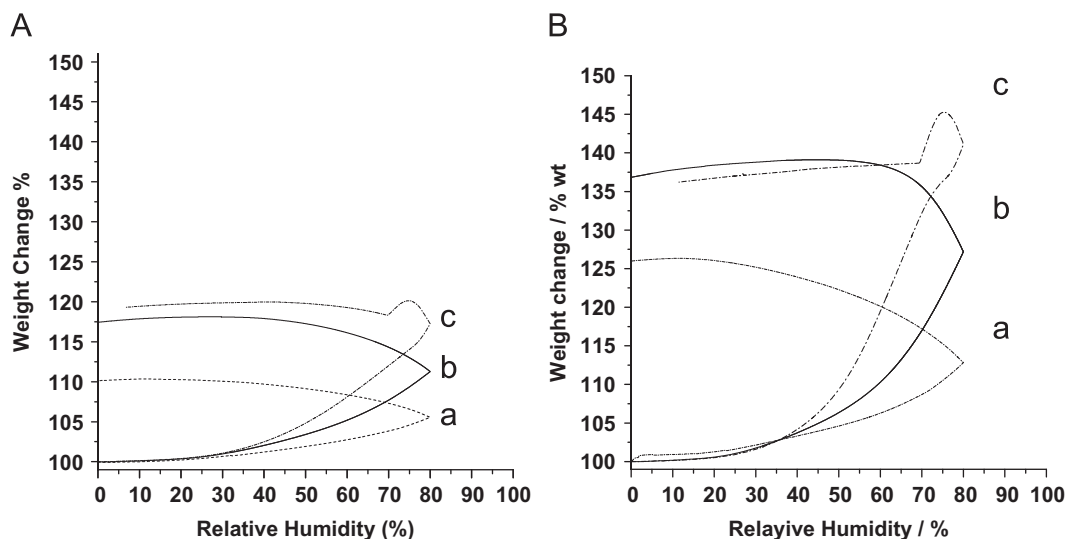 A
Weight Change %
150
145
140
135
130
125
120
115
110
105
100
c
b
a
0 10 20 30 40 50 60 70 80 90 100
Relative Humidity (%)
B
Weight change / % wt
150
145
140
135
130
125
120
115
110
105
100
c
b
a
0 10 20 30 40 50 60 70 80 90 100
Relayive Humidity / %